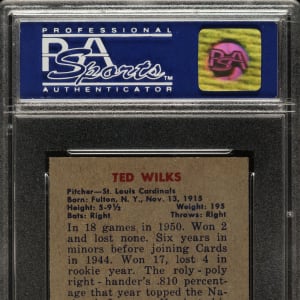 PROFESSIONAL
PSA
Sports™
AUTHENTICATOR
PSA
TED WILKS
Pitcher—St. Louis Cardinals
Born: Fulton, N. Y., Nov. 13, 1915
Height: 5-9½ Weight: 195
Bats: Right Throws: Right
In 18 games in 1950. Won 2
and lost none. Six years in
minors before joining Cards
in 1944. Won 17, lost 4 in
rookie year. The roly - poly
right - hander's .810 percent-
age that year topped the Na-